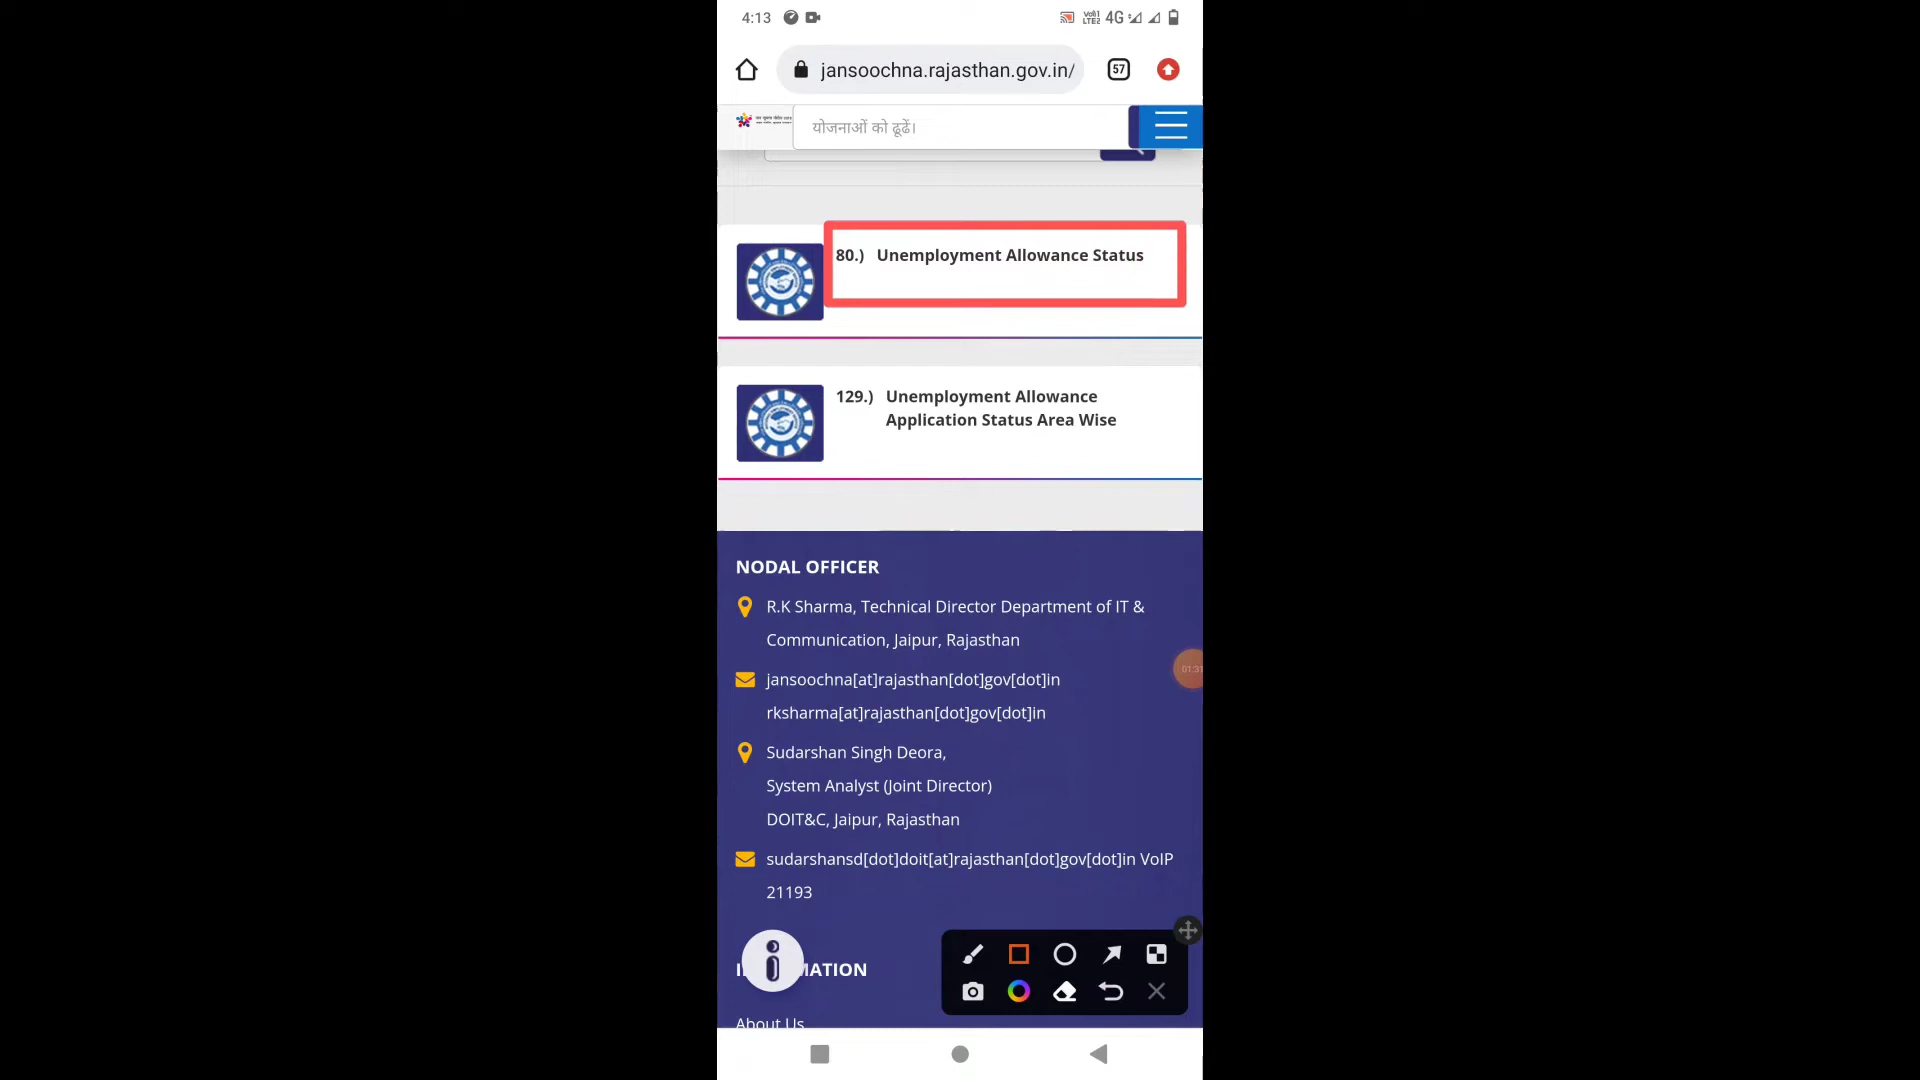 4:13
Vo)) LTE2 4G
jansoochna.rajasthan.gov.in/
57
योजनाओं को ढूढें।
80.) Unemployment Allowance Status
129.) Unemployment Allowance
Application Status Area Wise
NODAL OFFICER
R.K Sharma, Technical Director Department of IT &
Communication, Jaipur, Rajasthan
jansoochna[at]rajasthan[dot]gov[dot]in
rksharma[at]rajasthan[dot]gov[dot]in
Sudarshan Singh Deora,
System Analyst (Joint Director)
DOIT&C, Jaipur, Rajasthan
sudarshansd[dot]doit[at]rajasthan[dot]gov[dot]in VoIP
21193
About Us